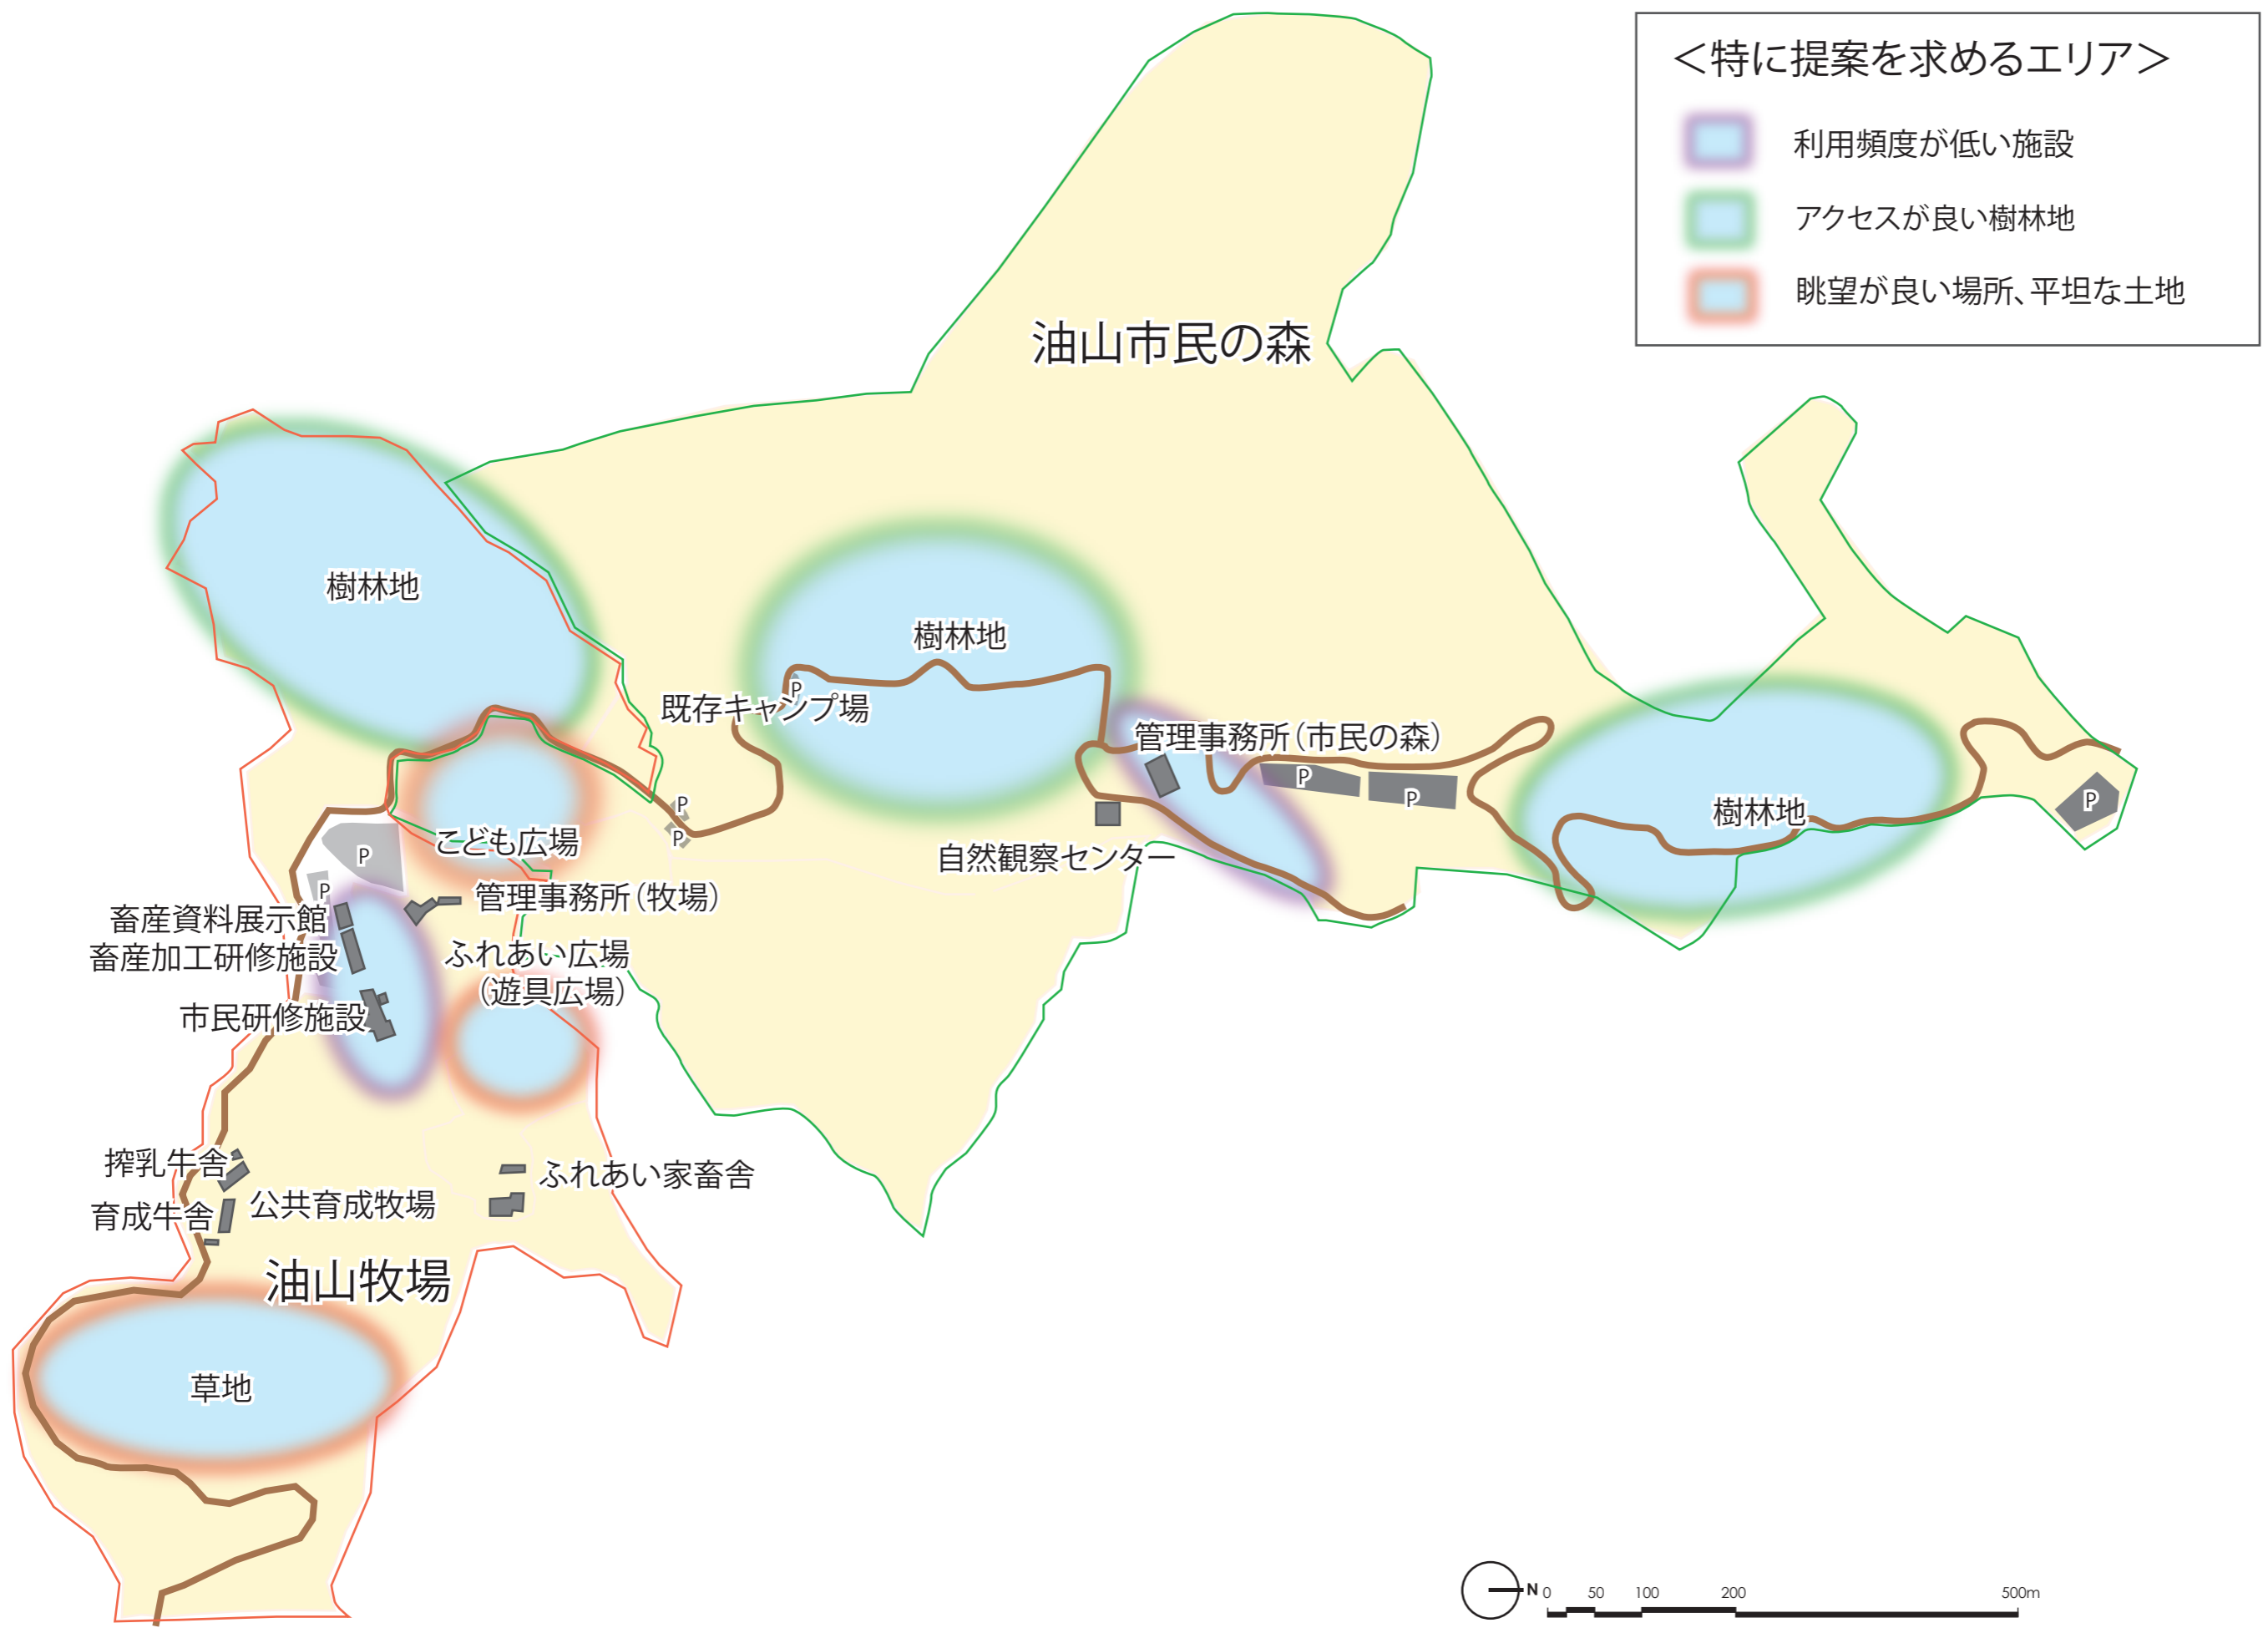 ＜特に提案を求めるエリア＞
利用頻度が低い施設
アクセスが良い樹林地
眺望が良い場所、平坦な土地
油山市民の森
樹林地
樹林地
P
既存キャンプ場
管理事務所（市民の森）
P
P
樹林地
P
P
P
こども広場
自然観察センター
P
P
管理事務所（牧場）
畜産資料展示館
畜産加工研修施設
ふれあい広場
（遊具広場）
市民研修施設
搾乳牛舎
ふれあい家畜舎
育成牛舎
公共育成牧場
油山牧場
草地
N
0 50 100 200 500m